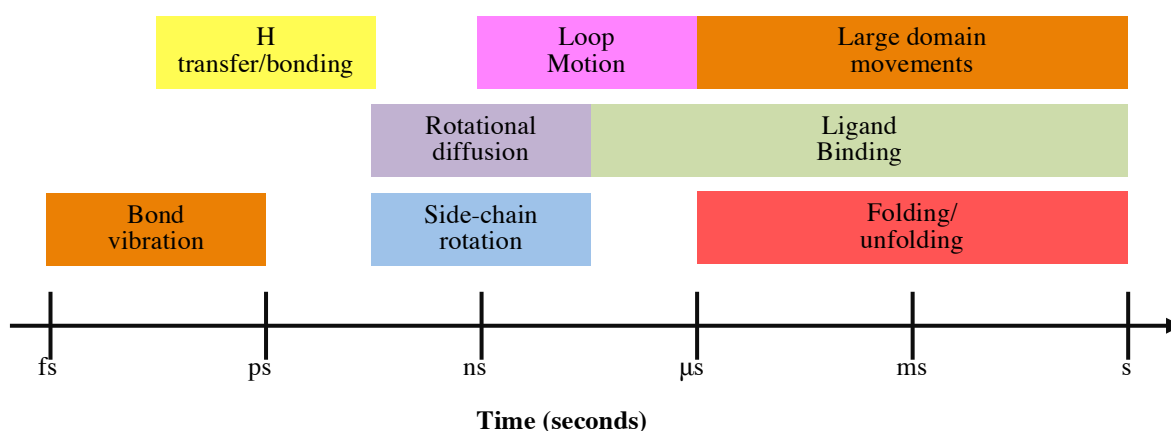 H
transfer/bonding
Loop
Motion
Large domain
movements
Rotational
diffusion
Ligand
Binding
Bond
vibration
Side-chain
rotation
Folding/
unfolding
fs
ps
ns
μs
ms
s
Time (seconds)